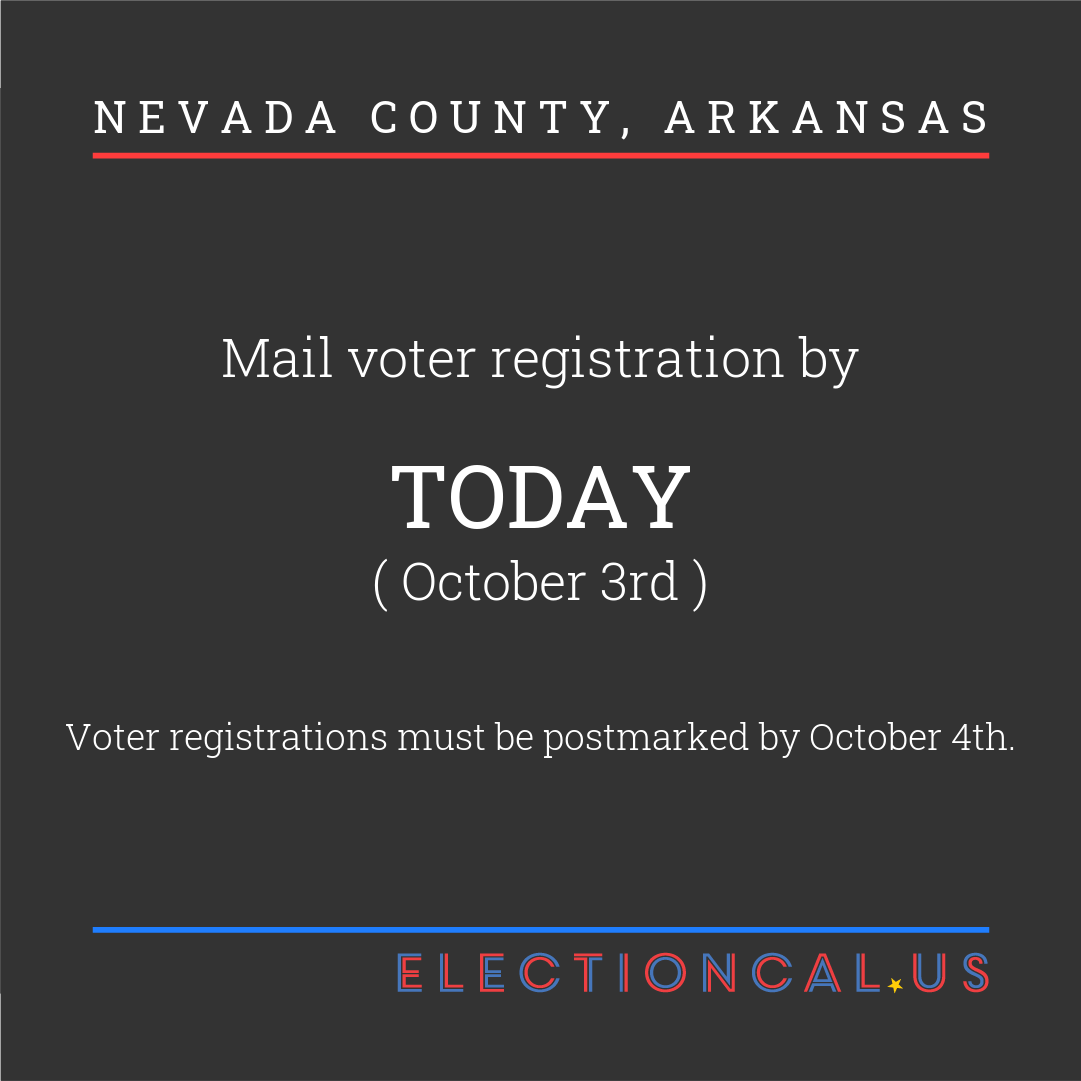 NEVADA COUNTY, ARKANSAS
Mail voter registration by
TODAY
( October 3rd )
Voter registrations must be postmarked by October 4th.
ELECTIONCAL.US